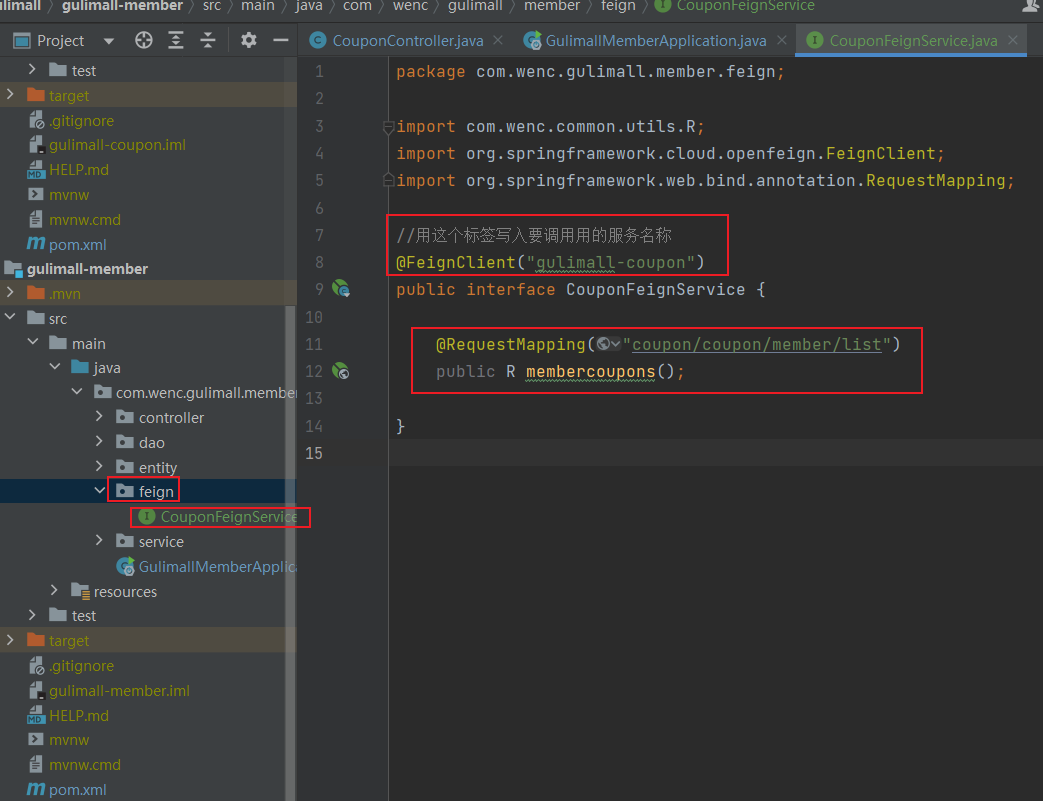 gulimall-member src main java com wenc gulimall member feign CouponFeignService
Project
CouponController.java
GulimallMemberApplication.java
CouponFeignService.java
test
target
.gitignore
gulimall-coupon.iml
HELP.md
mvnw
mvnw.cmd
pom.xml
gulimall-member
.mvn
src
main
java
com.wenc.gulimall.membe
controller
dao
entity
feign
CouponFeignService
service
GulimallMemberApplica
resources
test
target
.gitignore
gulimall-member.iml
HELP.md
mvnw
mvnw.cmd
pom.xml
1 package com.wenc.gulimall.member.feign;
2
3 import com.wenc.common.utils.R;
4 import org.springframework.cloud.openfeign.FeignClient;
5 import org.springframework.web.bind.annotation.RequestMapping;
6
7 //用这个标签写入要调用用的服务名称
8 @FeignClient("gulimall-coupon")
9 public interface CouponFeignService {
10
11 @RequestMapping("coupon/coupon/member/list")
12 public R membercoupons();
13
14 }
15